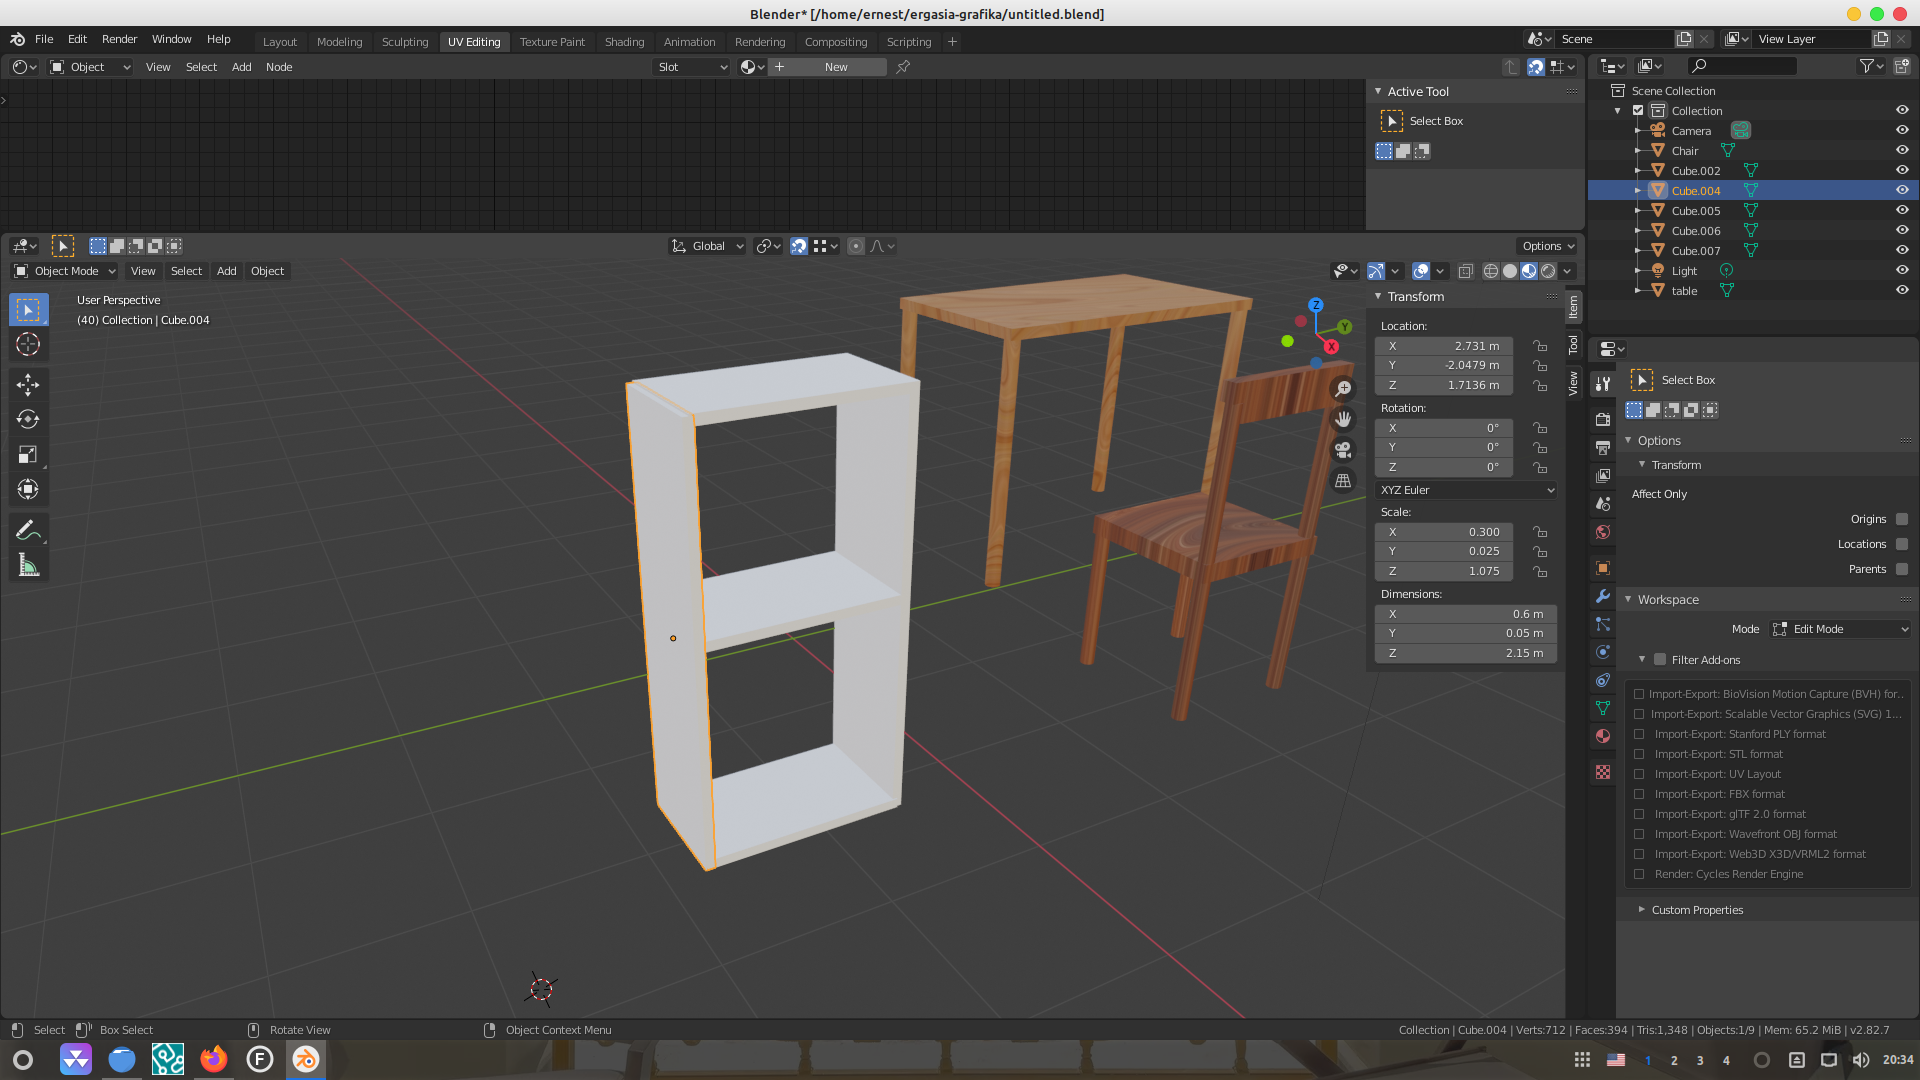 Blender* [/home/ernest/ergasia-grafika/untitled.blend]
File Edit Render Window Help Layout Modeling Sculpting UV Editing Texture Paint Shading Animation Rendering Compositing Scripting + Scene View Layer
Object View Select Add Node Slot + New
Active Tool
Select Box
Scene Collection
Collection
Camera
Chair
Cube.002
Cube.004
Cube.005
Cube.006
Cube.007
Light
table
Global Options
Object Mode View Select Add Object
User Perspective
(40) Collection | Cube.004
Z
Y
X
Transform
Location:
X 2.731 m
Y -2.0479 m
Z 1.7136 m
Rotation:
X 0°
Y 0°
Z 0°
XYZ Euler
Scale:
X 0.300
Y 0.025
Z 1.075
Dimensions:
X 0.6 m
Y 0.05 m
Z 2.15 m
Item
Tool
View
Select Box
Options
Transform
Affect Only
Origins
Locations
Parents
Workspace
Mode Edit Mode
Filter Add-ons
Import-Export: BioVision Motion Capture (BVH) for..
Import-Export: Scalable Vector Graphics (SVG) 1...
Import-Export: Stanford PLY format
Import-Export: STL format
Import-Export: UV Layout
Import-Export: FBX format
Import-Export: glTF 2.0 format
Import-Export: Wavefront OBJ format
Import-Export: Web3D X3D/VRML2 format
Render: Cycles Render Engine
Custom Properties
Select Box Select Rotate View Object Context Menu Collection | Cube.004 | Verts:712 | Faces:394 | Tris:1,348 | Objects:1/9 | Mem: 65.2 MiB | v2.82.7
F 1 2 3 4 20:34